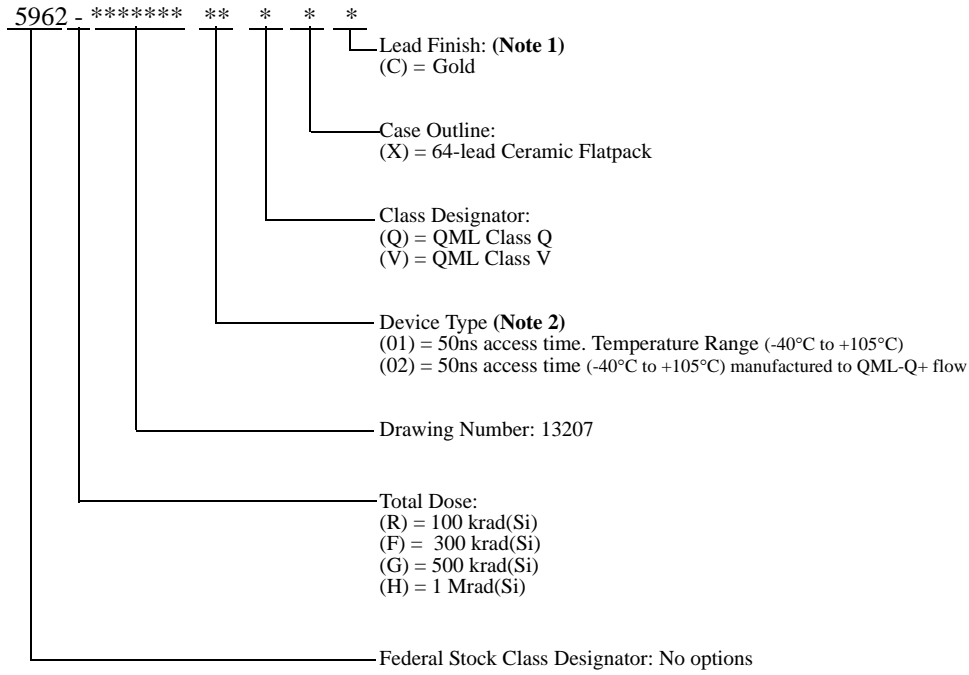 5962 - ******* ** * * *
Lead Finish: (Note 1)
(C) = Gold
Case Outline:
(X) = 64-lead Ceramic Flatpack
Class Designator:
(Q) = QML Class Q
(V) = QML Class V
Device Type (Note 2)
(01) = 50ns access time. Temperature Range (-40°C to +105°C)
(02) = 50ns access time (-40°C to +105°C) manufactured to QML-Q+ flow
Drawing Number: 13207
Total Dose:
(R) = 100 krad(Si)
(F) = 300 krad(Si)
(G) = 500 krad(Si)
(H) = 1 Mrad(Si)
Federal Stock Class Designator: No options